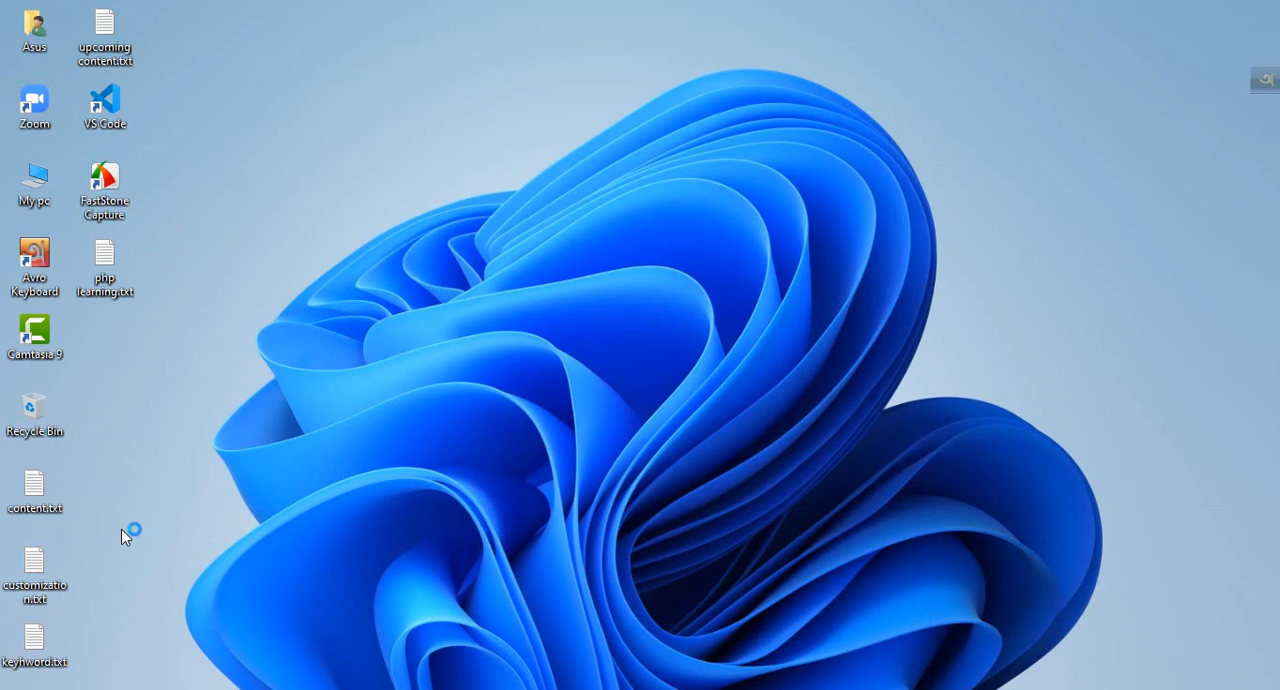 Asus
upcoming
content.txt
Zoom
VS Code
My pc
FastStone
Capture
Avro
Keyboard
php
learning.txt
Camtasia 9
Recycle Bin
content.txt
customizatio
n.txt
keyhword.txt
অ